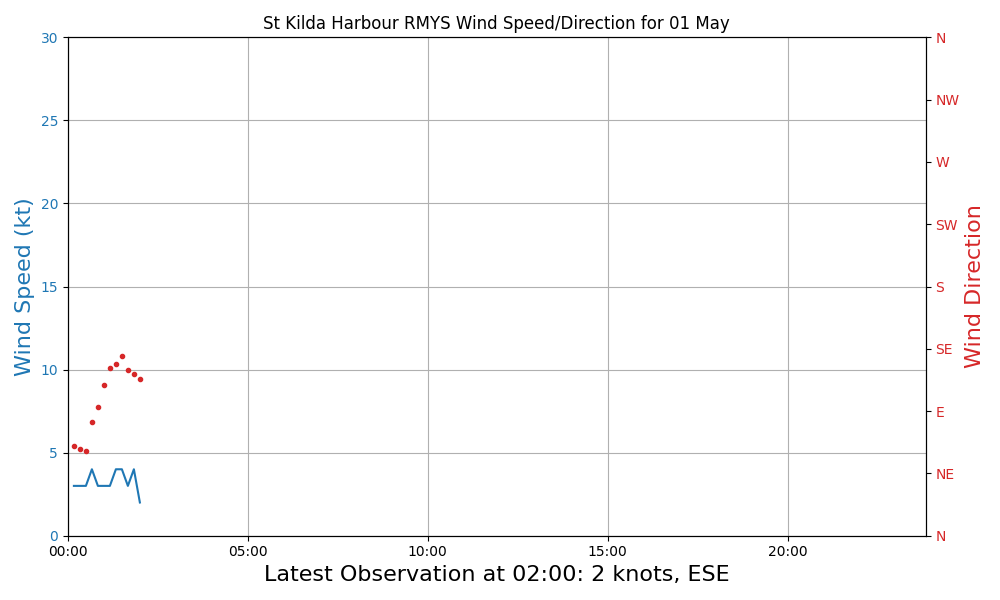 St Kilda Harbour RMYS Wind Speed/Direction for 01 May
30
25
20
15
10
5
0
Wind Speed (kt)
N
NW
W
SW
S
SE
E
NE
N
Wind Direction
00:00 05:00 10:00 15:00 20:00
Latest Observation at 02:00: 2 knots, ESE